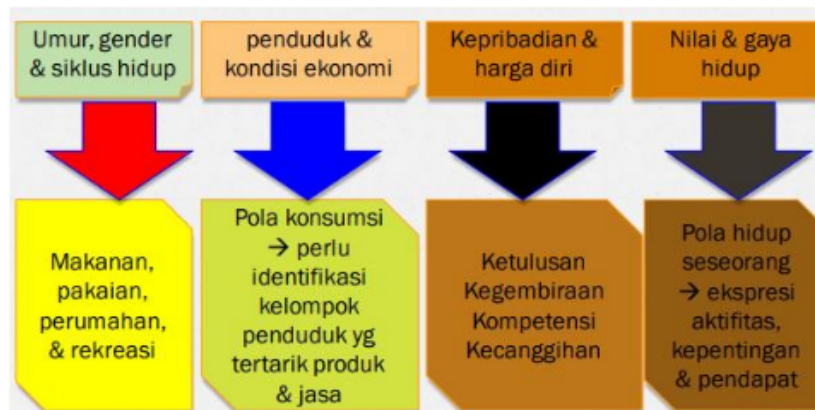 Umur, gender
& siklus hidup
penduduk &
kondisi ekonomi
Kepribadian &
harga diri
Nilai & gaya
hidup
Makanan,
pakaian,
perumahan,
& rekreasi
Pola konsumsi
→ perlu
identifikasi
kelompok
penduduk yg
tertarik produk
& jasa
Ketulusan
Kegembiraan
Kompetensi
Kecanggihan
Pola hidup
seseorang
→ ekspresi
aktifitas,
kepentingan
& pendapat